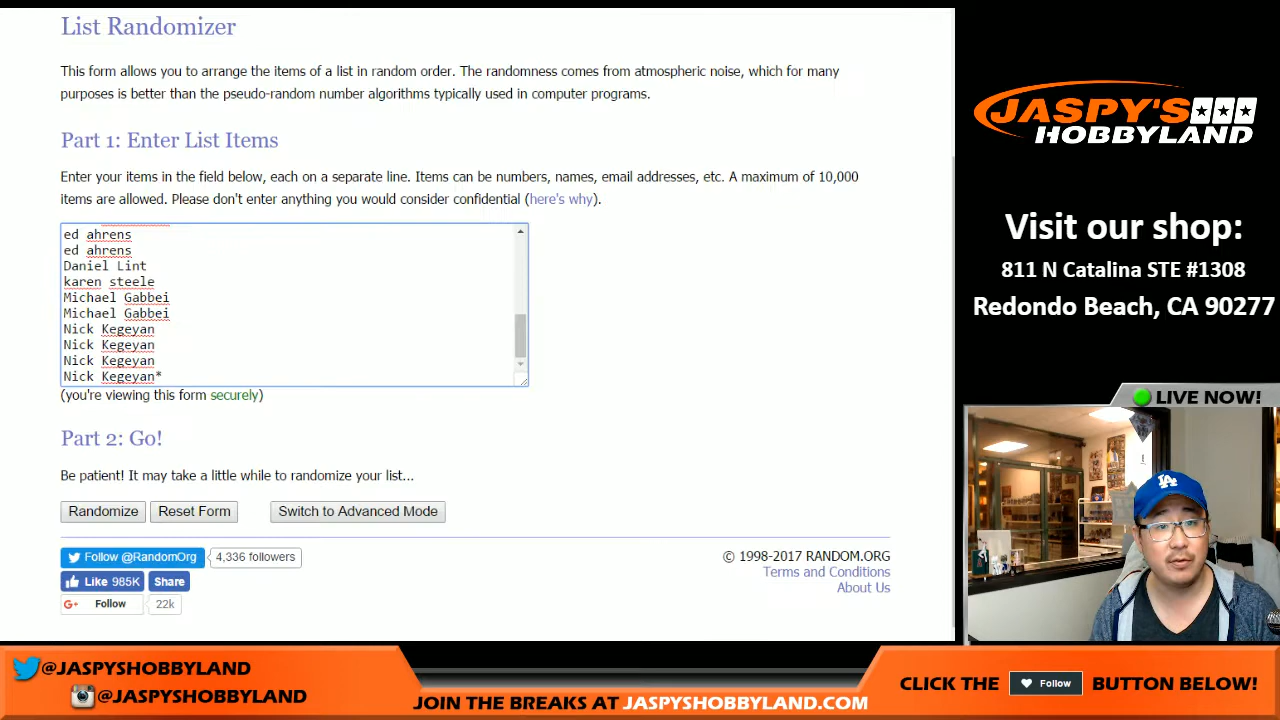 List Randomizer
This form allows you to arrange the items of a list in random order. The randomness comes from atmospheric noise, which for many
purposes is better than the pseudo-random number algorithms typically used in computer programs.
Part 1: Enter List Items
Enter your items in the field below, each on a separate line. Items can be numbers, names, email addresses, etc. A maximum of 10,000
items are allowed. Please don't enter anything you would consider confidential (here's why).
ed ahrens
ed ahrens
Daniel Lint
karen steele
Michael Gabbei
Michael Gabbei
Nick Kegeyan
Nick Kegeyan
Nick Kegeyan
Nick Kegeyan*
(you're viewing this form securely)
Part 2: Go!
Be patient! It may take a little while to randomize your list...
Randomize Reset Form Switch to Advanced Mode
Follow @RandomOrg 4,336 followers
Like 985K Share
G+ Follow 22k
© 1998-2017 RANDOM.ORG
Terms and Conditions
About Us
JASPY'S
HOBBYLAND
Visit our shop:
811 N Catalina STE #1308
Redondo Beach, CA 90277
LIVE NOW!
LA
@JASPYSHOBBYLAND
@JASPYSHOBBYLAND
JOIN THE BREAKS AT JASPYSHOBBYLAND.COM
CLICK THE Follow BUTTON BELOW!